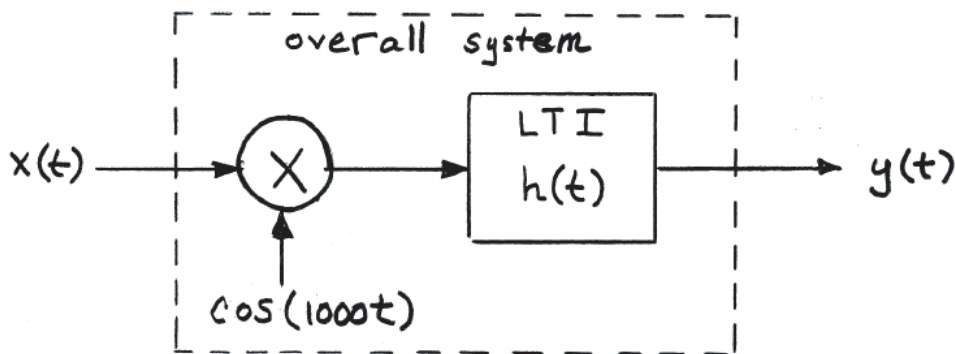 overall system
x(t)
X
LTI
h(t)
y(t)
cos(1000t)